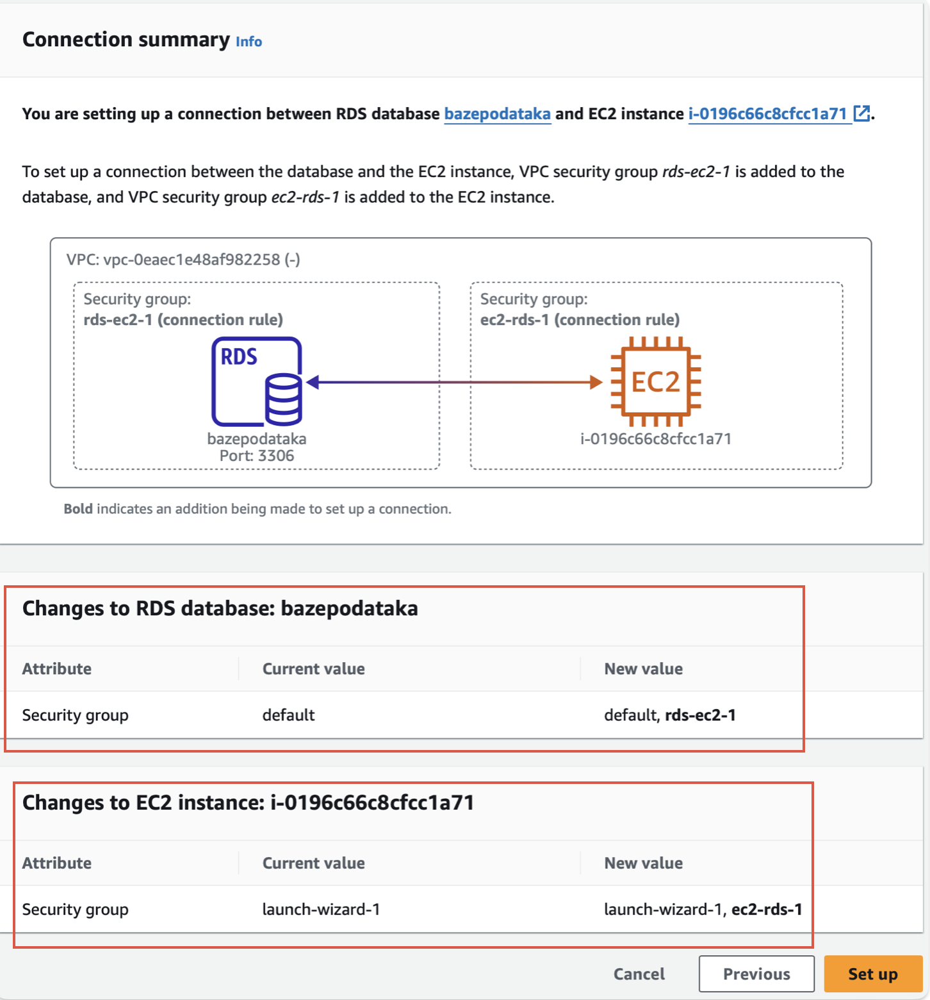 Connection summary Info
You are setting up a connection between RDS database bazepodataka and EC2 instance i-0196c66c8cfcc1a71.
To set up a connection between the database and the EC2 instance, VPC security group rds-ec2-1 is added to the
database, and VPC security group ec2-rds-1 is added to the EC2 instance.
VPC: vpc-0eaec1e48af982258 (-)
Security group:
rds-ec2-1 (connection rule)
RDS
bazepodataka
Port: 3306
Security group:
ec2-rds-1 (connection rule)
EC2
i-0196c66c8cfcc1a71
Bold indicates an addition being made to set up a connection.
Changes to RDS database: bazepodataka
Attribute Current value New value
Security group default default, rds-ec2-1
Changes to EC2 instance: i-0196c66c8cfcc1a71
Attribute Current value New value
Security group launch-wizard-1 launch-wizard-1, ec2-rds-1
Cancel Previous Set up